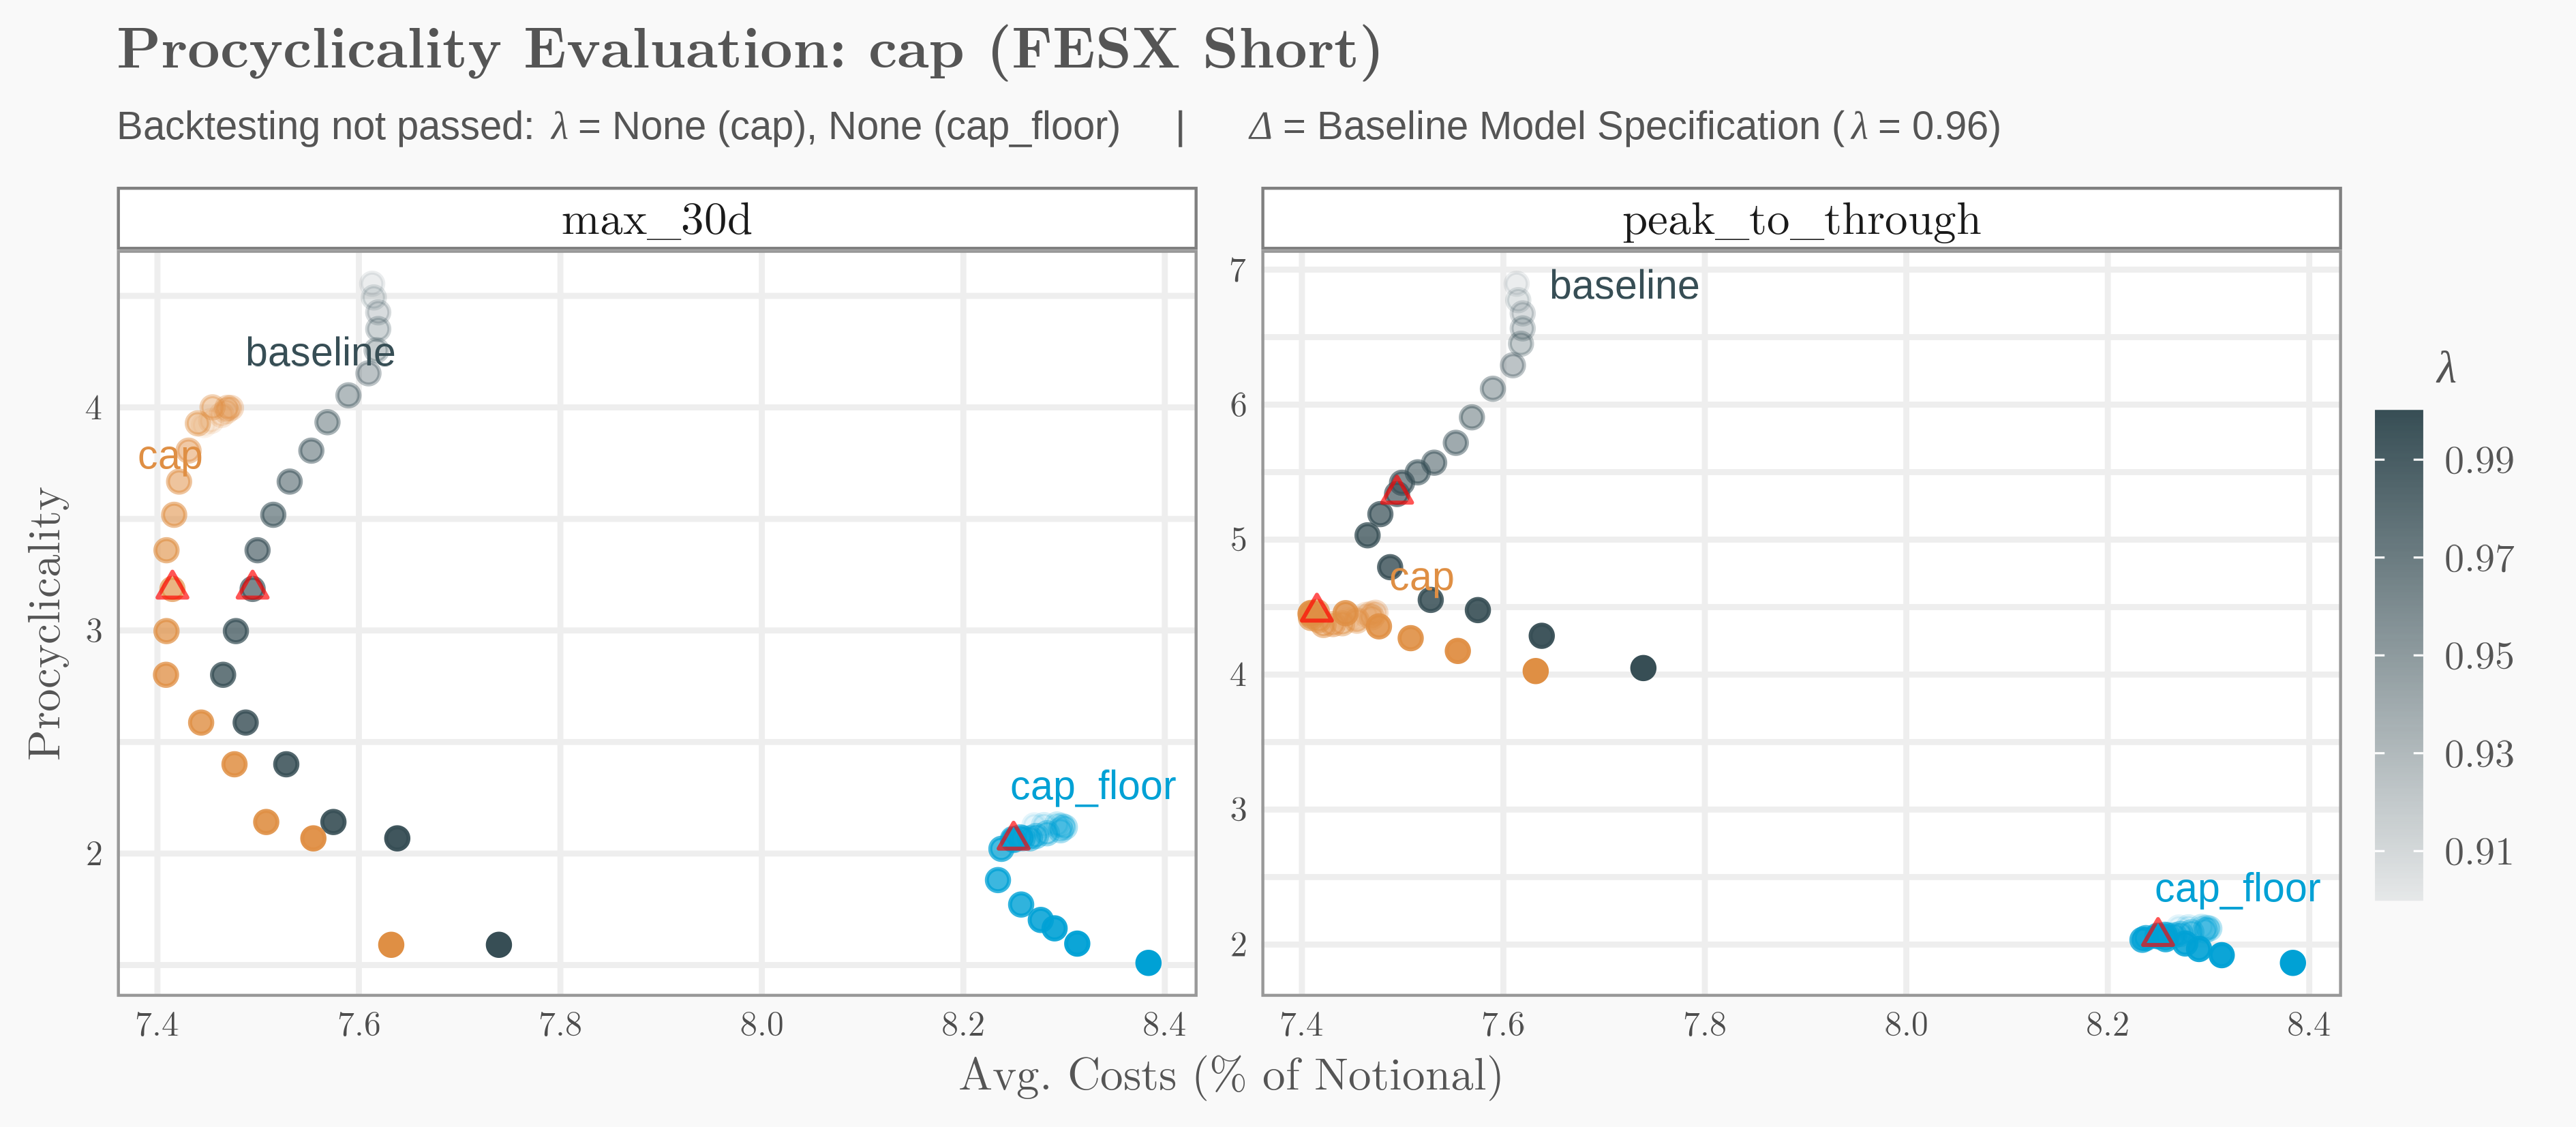 Procyclicality Evaluation: cap (FESX Short)
Backtesting not passed: λ = None (cap), None (cap_floor) | Δ = Baseline Model Specification (λ = 0.96)
max_30d
peak_to_through
Procyclicality
4
3
2
baseline
cap
cap_floor
7.4 7.6 7.8 8.0 8.2 8.4
7
6
5
4
3
2
baseline
cap
cap_floor
7.4 7.6 7.8 8.0 8.2 8.4
Avg. Costs (% of Notional)
λ
0.99
0.97
0.95
0.93
0.91